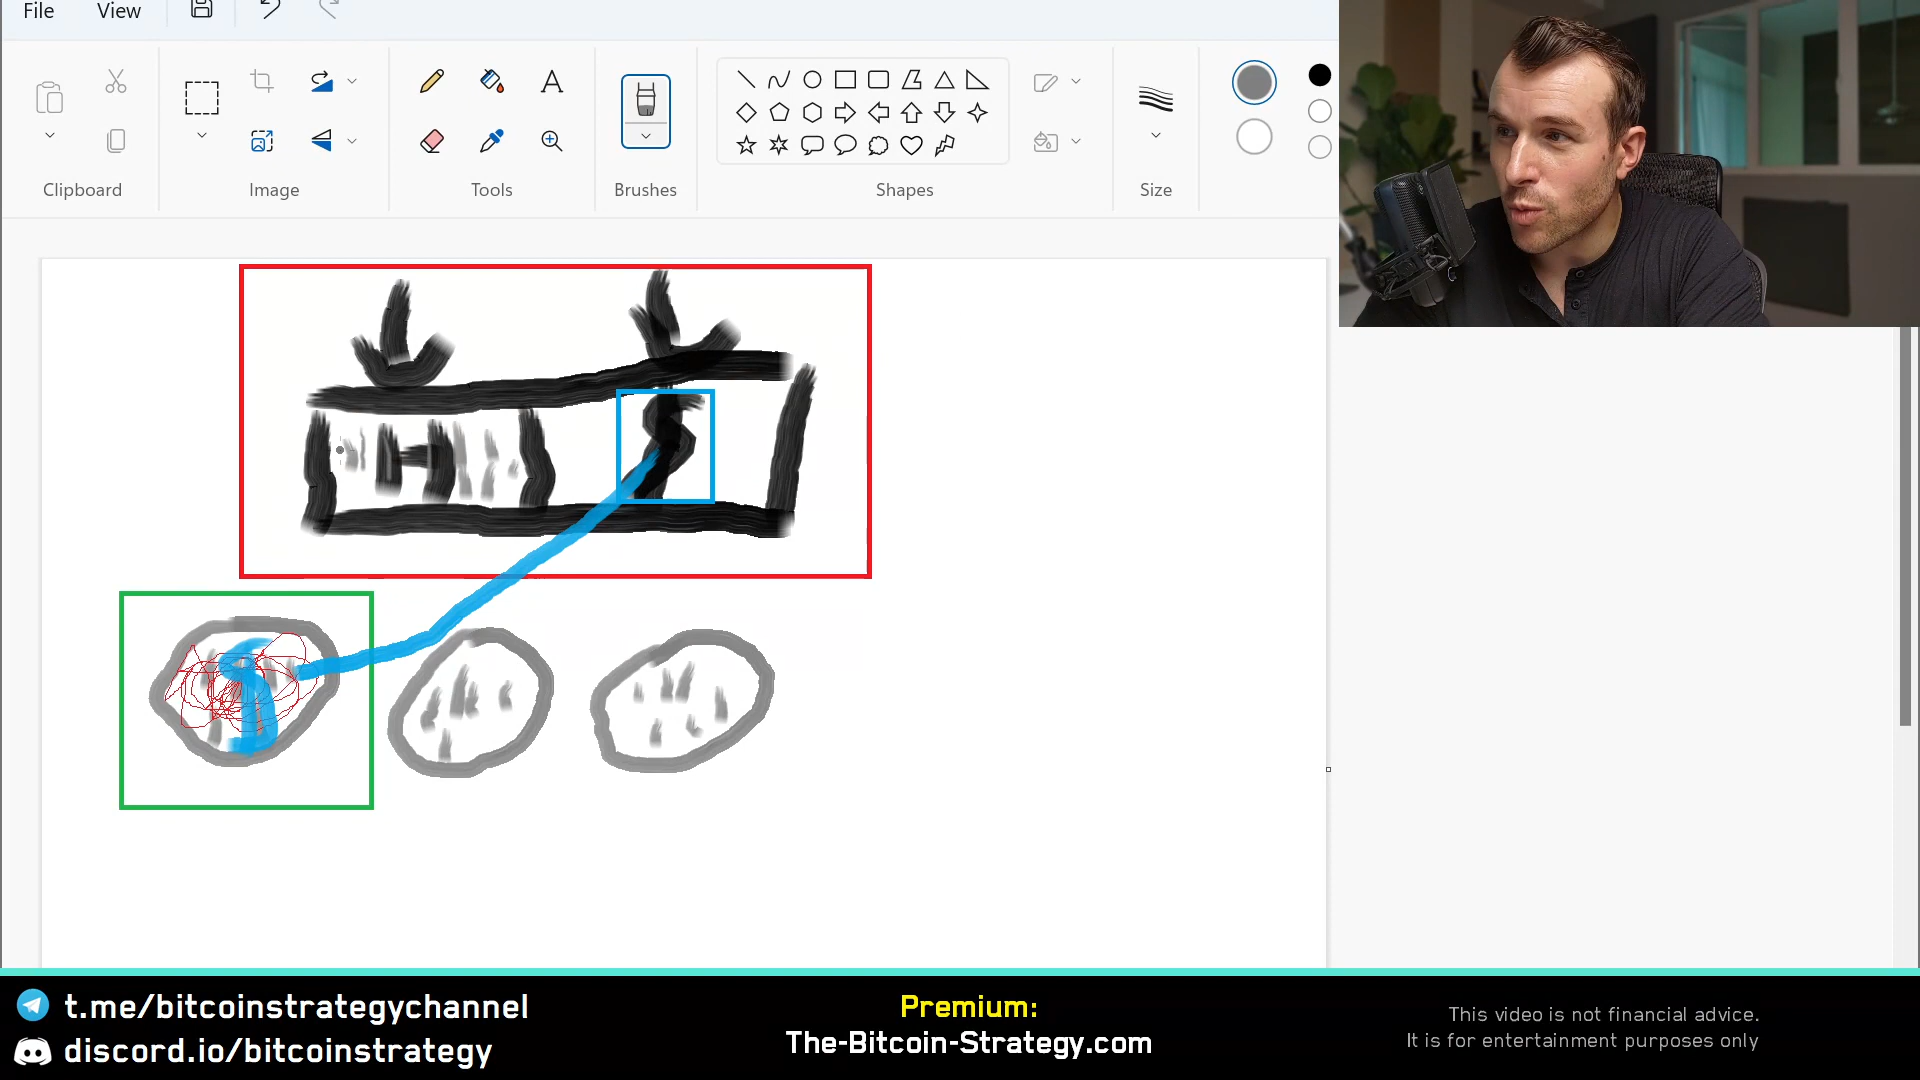 File View
Clipboard Image Tools Brushes Shapes Size
t.me/bitcoinstrategychannel
discord.io/bitcoinstrategy
Premium:
The-Bitcoin-Strategy.com
This video is not financial advice.
It is for entertainment purposes only